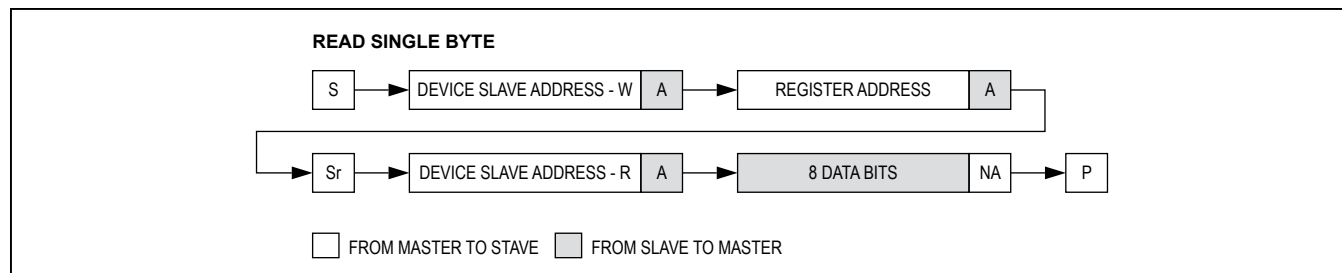 READ SINGLE BYTE
S DEVICE SLAVE ADDRESS - W A REGISTER ADDRESS A
Sr DEVICE SLAVE ADDRESS - R A 8 DATA BITS NA P
FROM MASTER TO STAVE FROM SLAVE TO MASTER